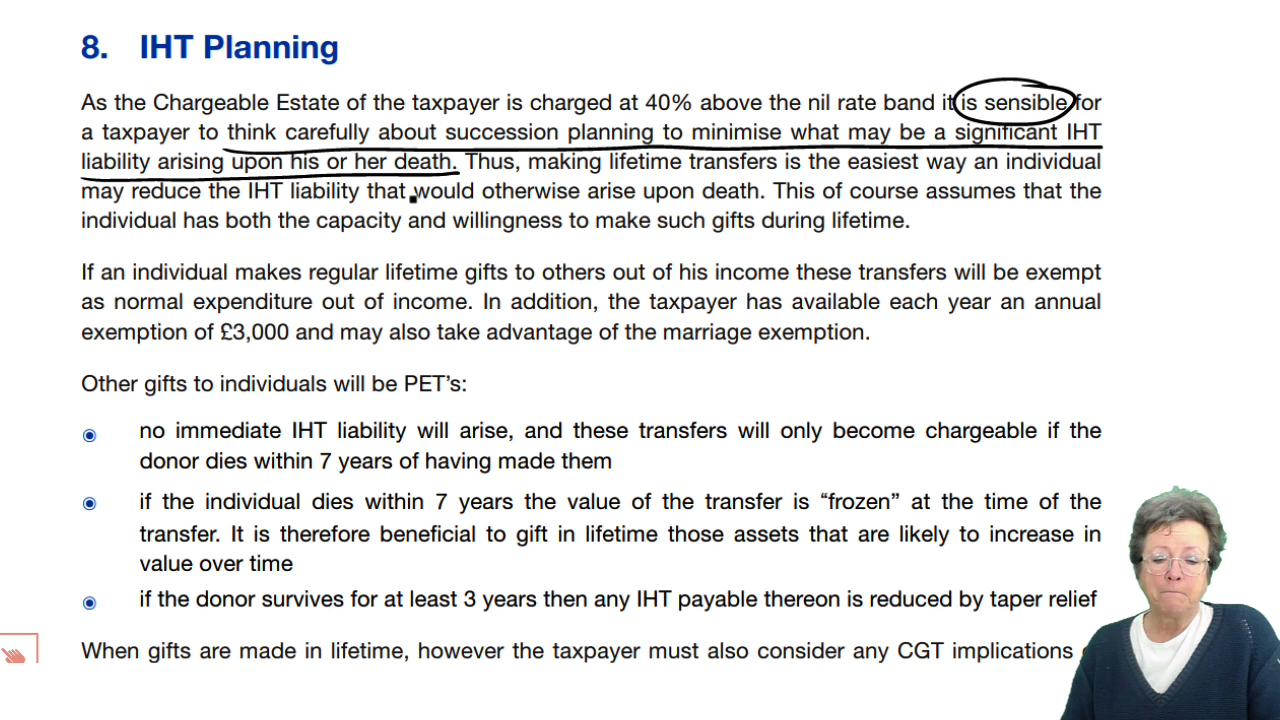 8. IHT Planning
As the Chargeable Estate of the taxpayer is charged at 40% above the nil rate band it is sensible for
a taxpayer to think carefully about succession planning to minimise what may be a significant IHT
liability arising upon his or her death. Thus, making lifetime transfers is the easiest way an individual
may reduce the IHT liability that would otherwise arise upon death. This of course assumes that the
individual has both the capacity and willingness to make such gifts during lifetime.
If an individual makes regular lifetime gifts to others out of his income these transfers will be exempt
as normal expenditure out of income. In addition, the taxpayer has available each year an annual
exemption of £3,000 and may also take advantage of the marriage exemption.
Other gifts to individuals will be PET's:
no immediate IHT liability will arise, and these transfers will only become chargeable if the
donor dies within 7 years of having made them
if the individual dies within 7 years the value of the transfer is “frozen” at the time of the
transfer. It is therefore beneficial to gift in lifetime those assets that are likely to increase in
value over time
if the donor survives for at least 3 years then any IHT payable thereon is reduced by taper relief
When gifts are made in lifetime, however the taxpayer must also consider any CGT implications